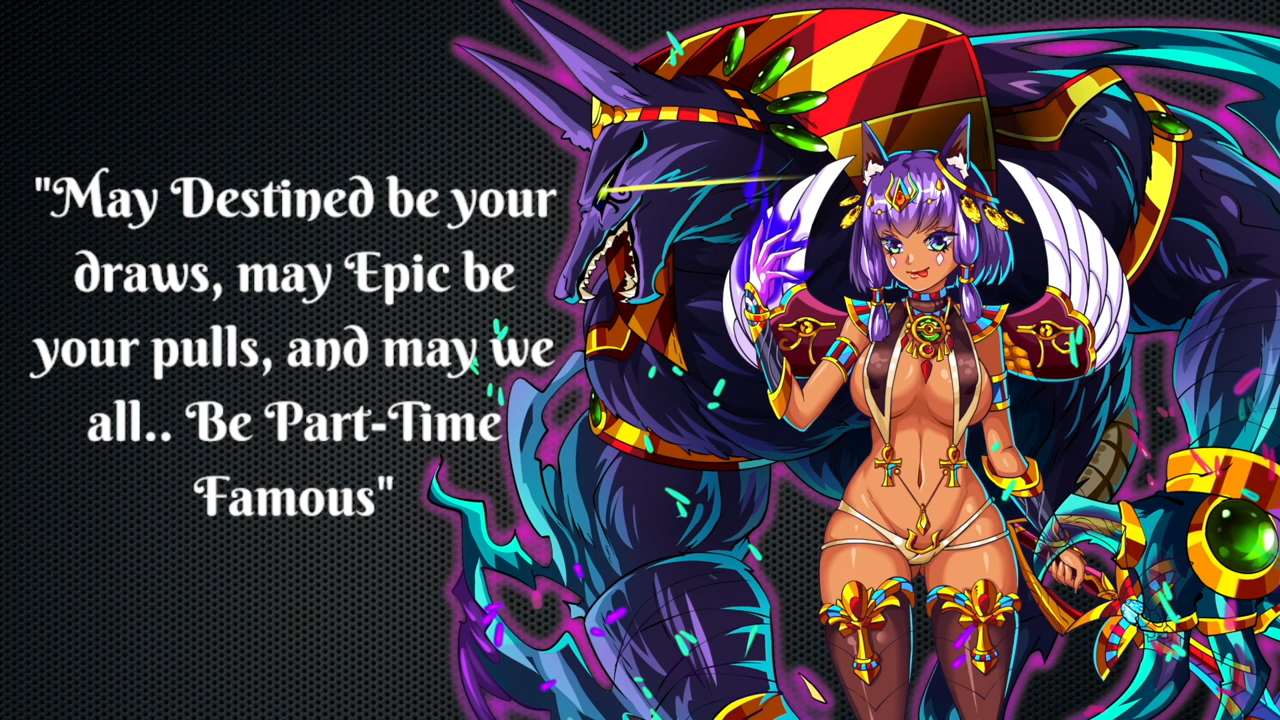 "May Destined be your
draws, may Epic be
your pulls, and may we
all.. Be Part-Time
Famous"